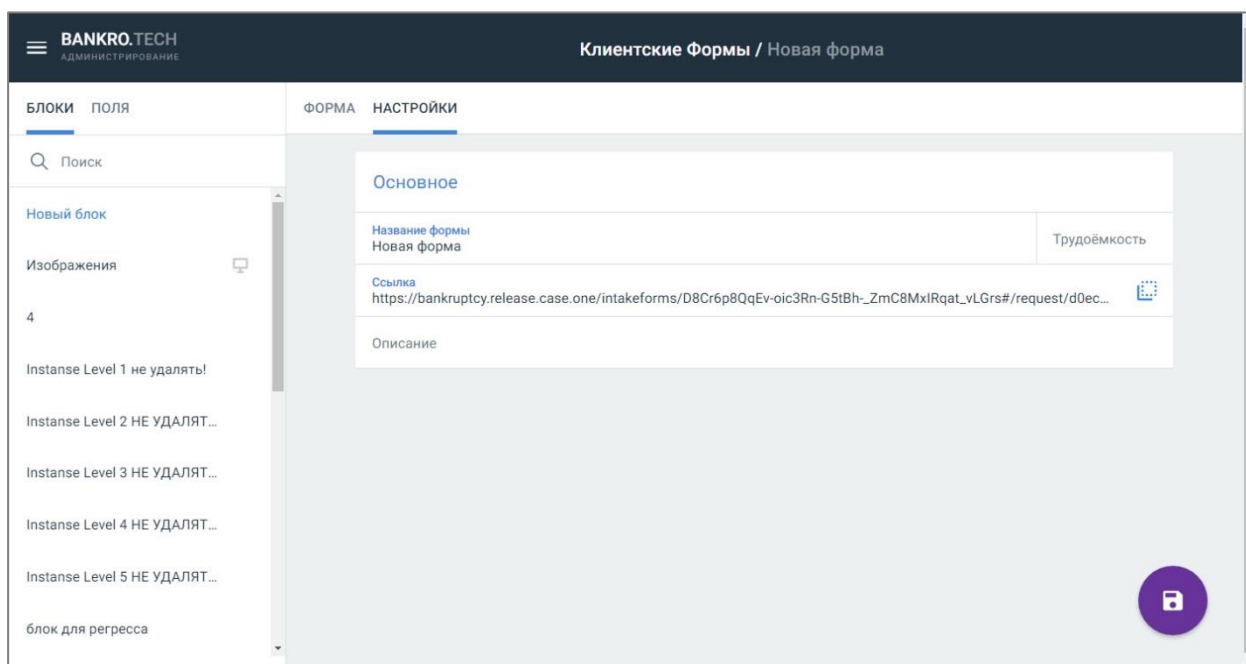 BANKRO.TECH
АДМИНИСТРИРОВАНИЕ
Клиентские Формы / Новая форма
БЛОКИ ПОЛЯ
ФОРМА НАСТРОЙКИ
Поиск
Новый блок
Изображения
4
Instanse Level 1 не удалять!
Instanse Level 2 НЕ УДАЛЯТ...
Instanse Level 3 НЕ УДАЛЯТ...
Instanse Level 4 НЕ УДАЛЯТ...
Instanse Level 5 НЕ УДАЛЯТ...
блок для регресса
Основное
Название формы
Новая форма
Трудоёмкость
Ссылка
https://bankruptcy.release.case.one/intakeforms/D8Cr6p8QqEv-oic3Rn-G5tBh-_ZmC8MxIRqat_vLGrs#/request/d0ec...
Описание